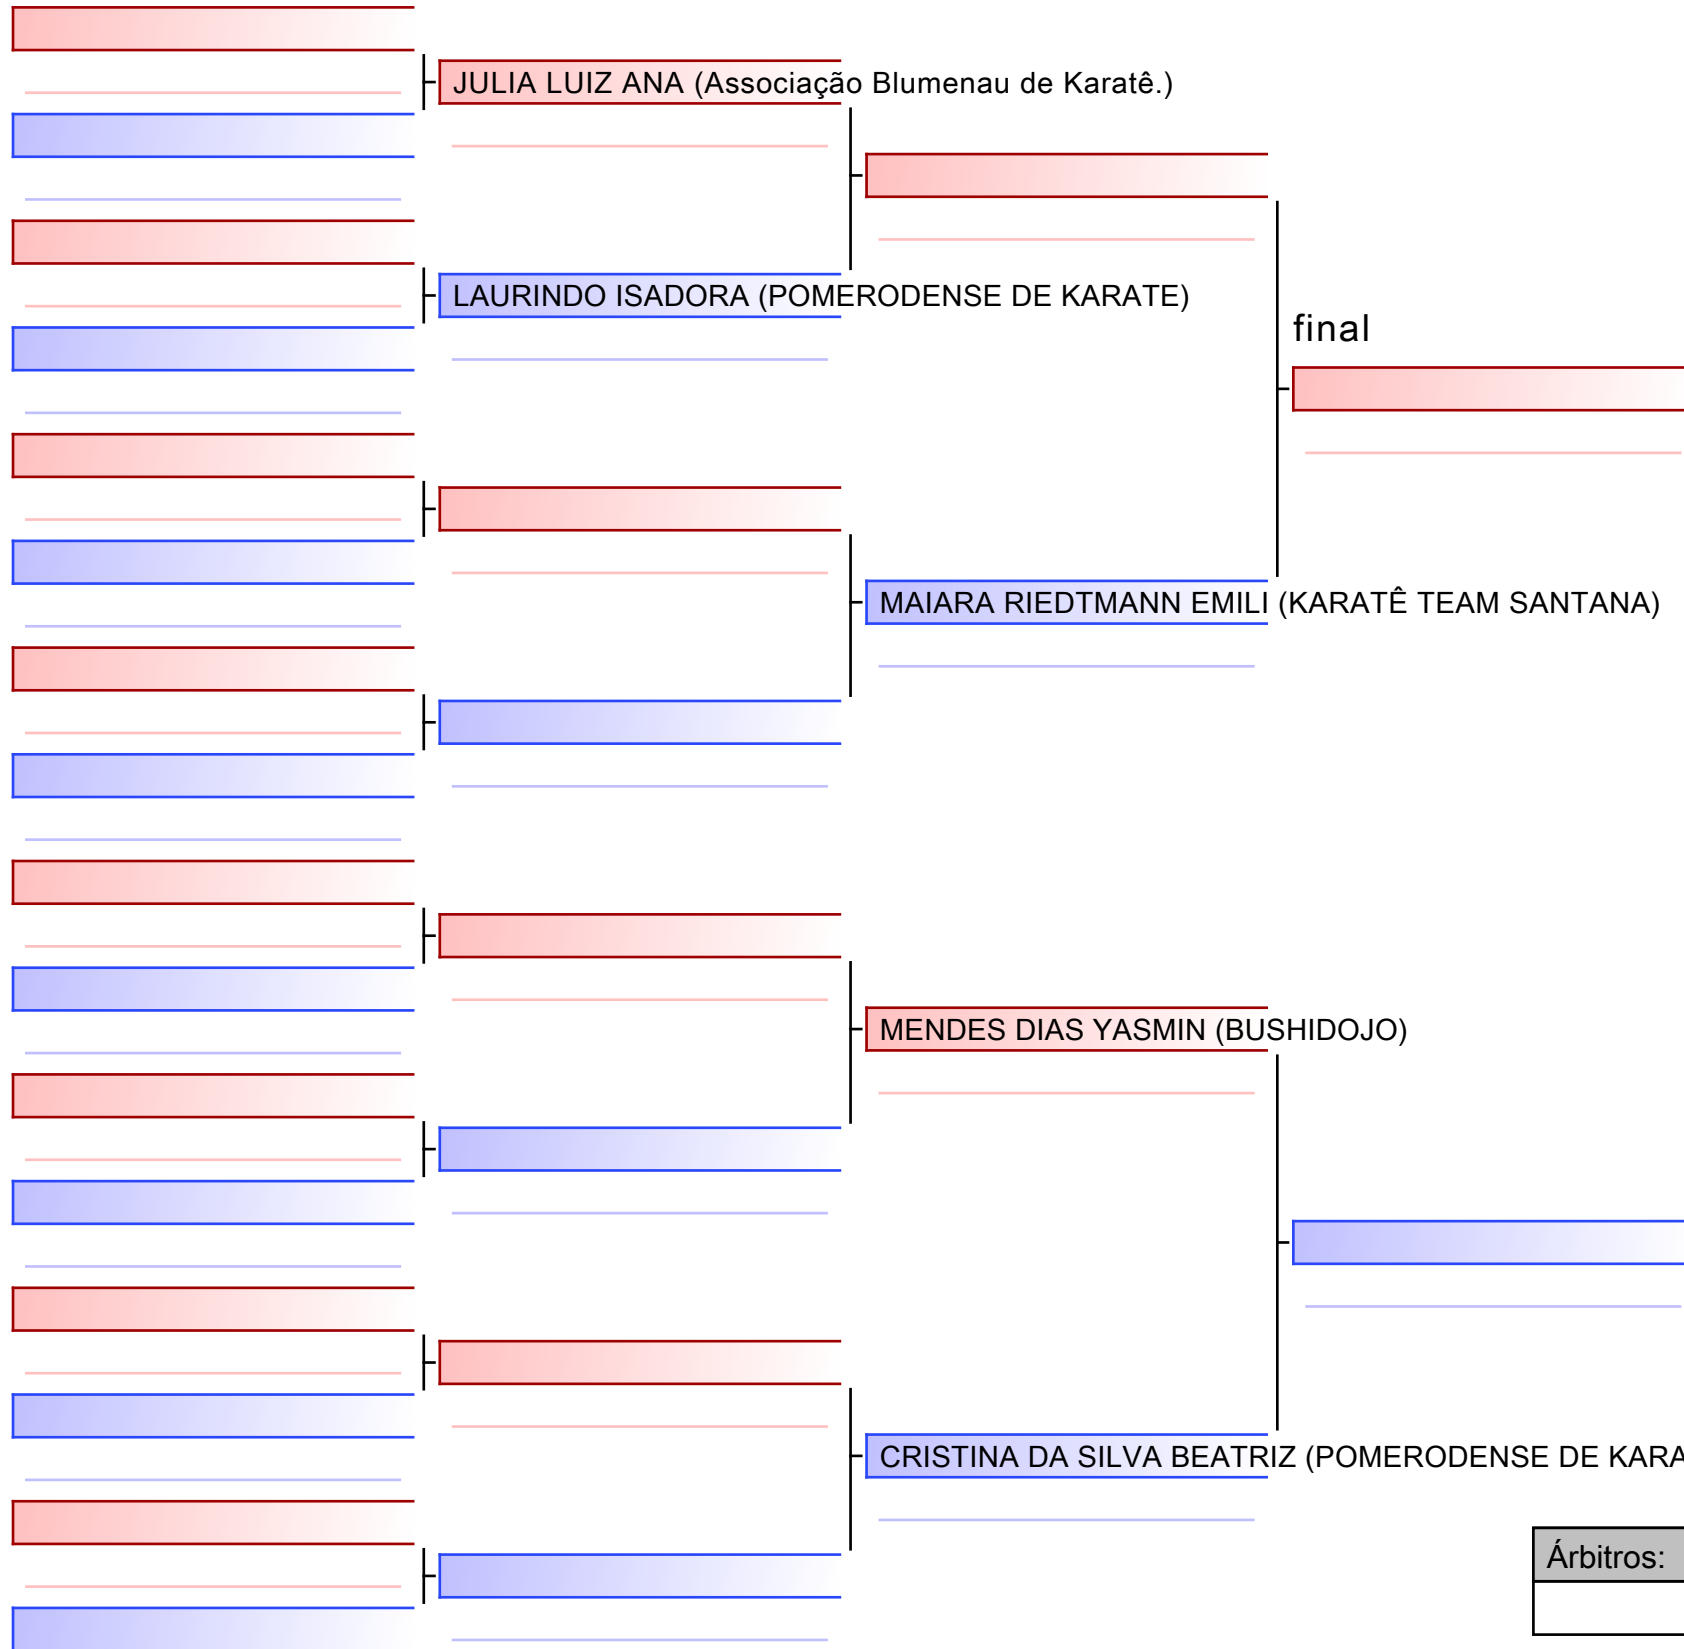 JULIA LUIZ ANA (Associação Blumenau de Karatê.)
LAURINDO ISADORA (POMERODENSE DE KARATE)
final
MAIARA RIEDTMANN EMILI (KARATÊ TEAM SANTANA)
MENDES DIAS YASMIN (BUSHIDOJO)
CRISTINA DA SILVA BEATRIZ (POMERODENSE DE KARA
Árbitros: